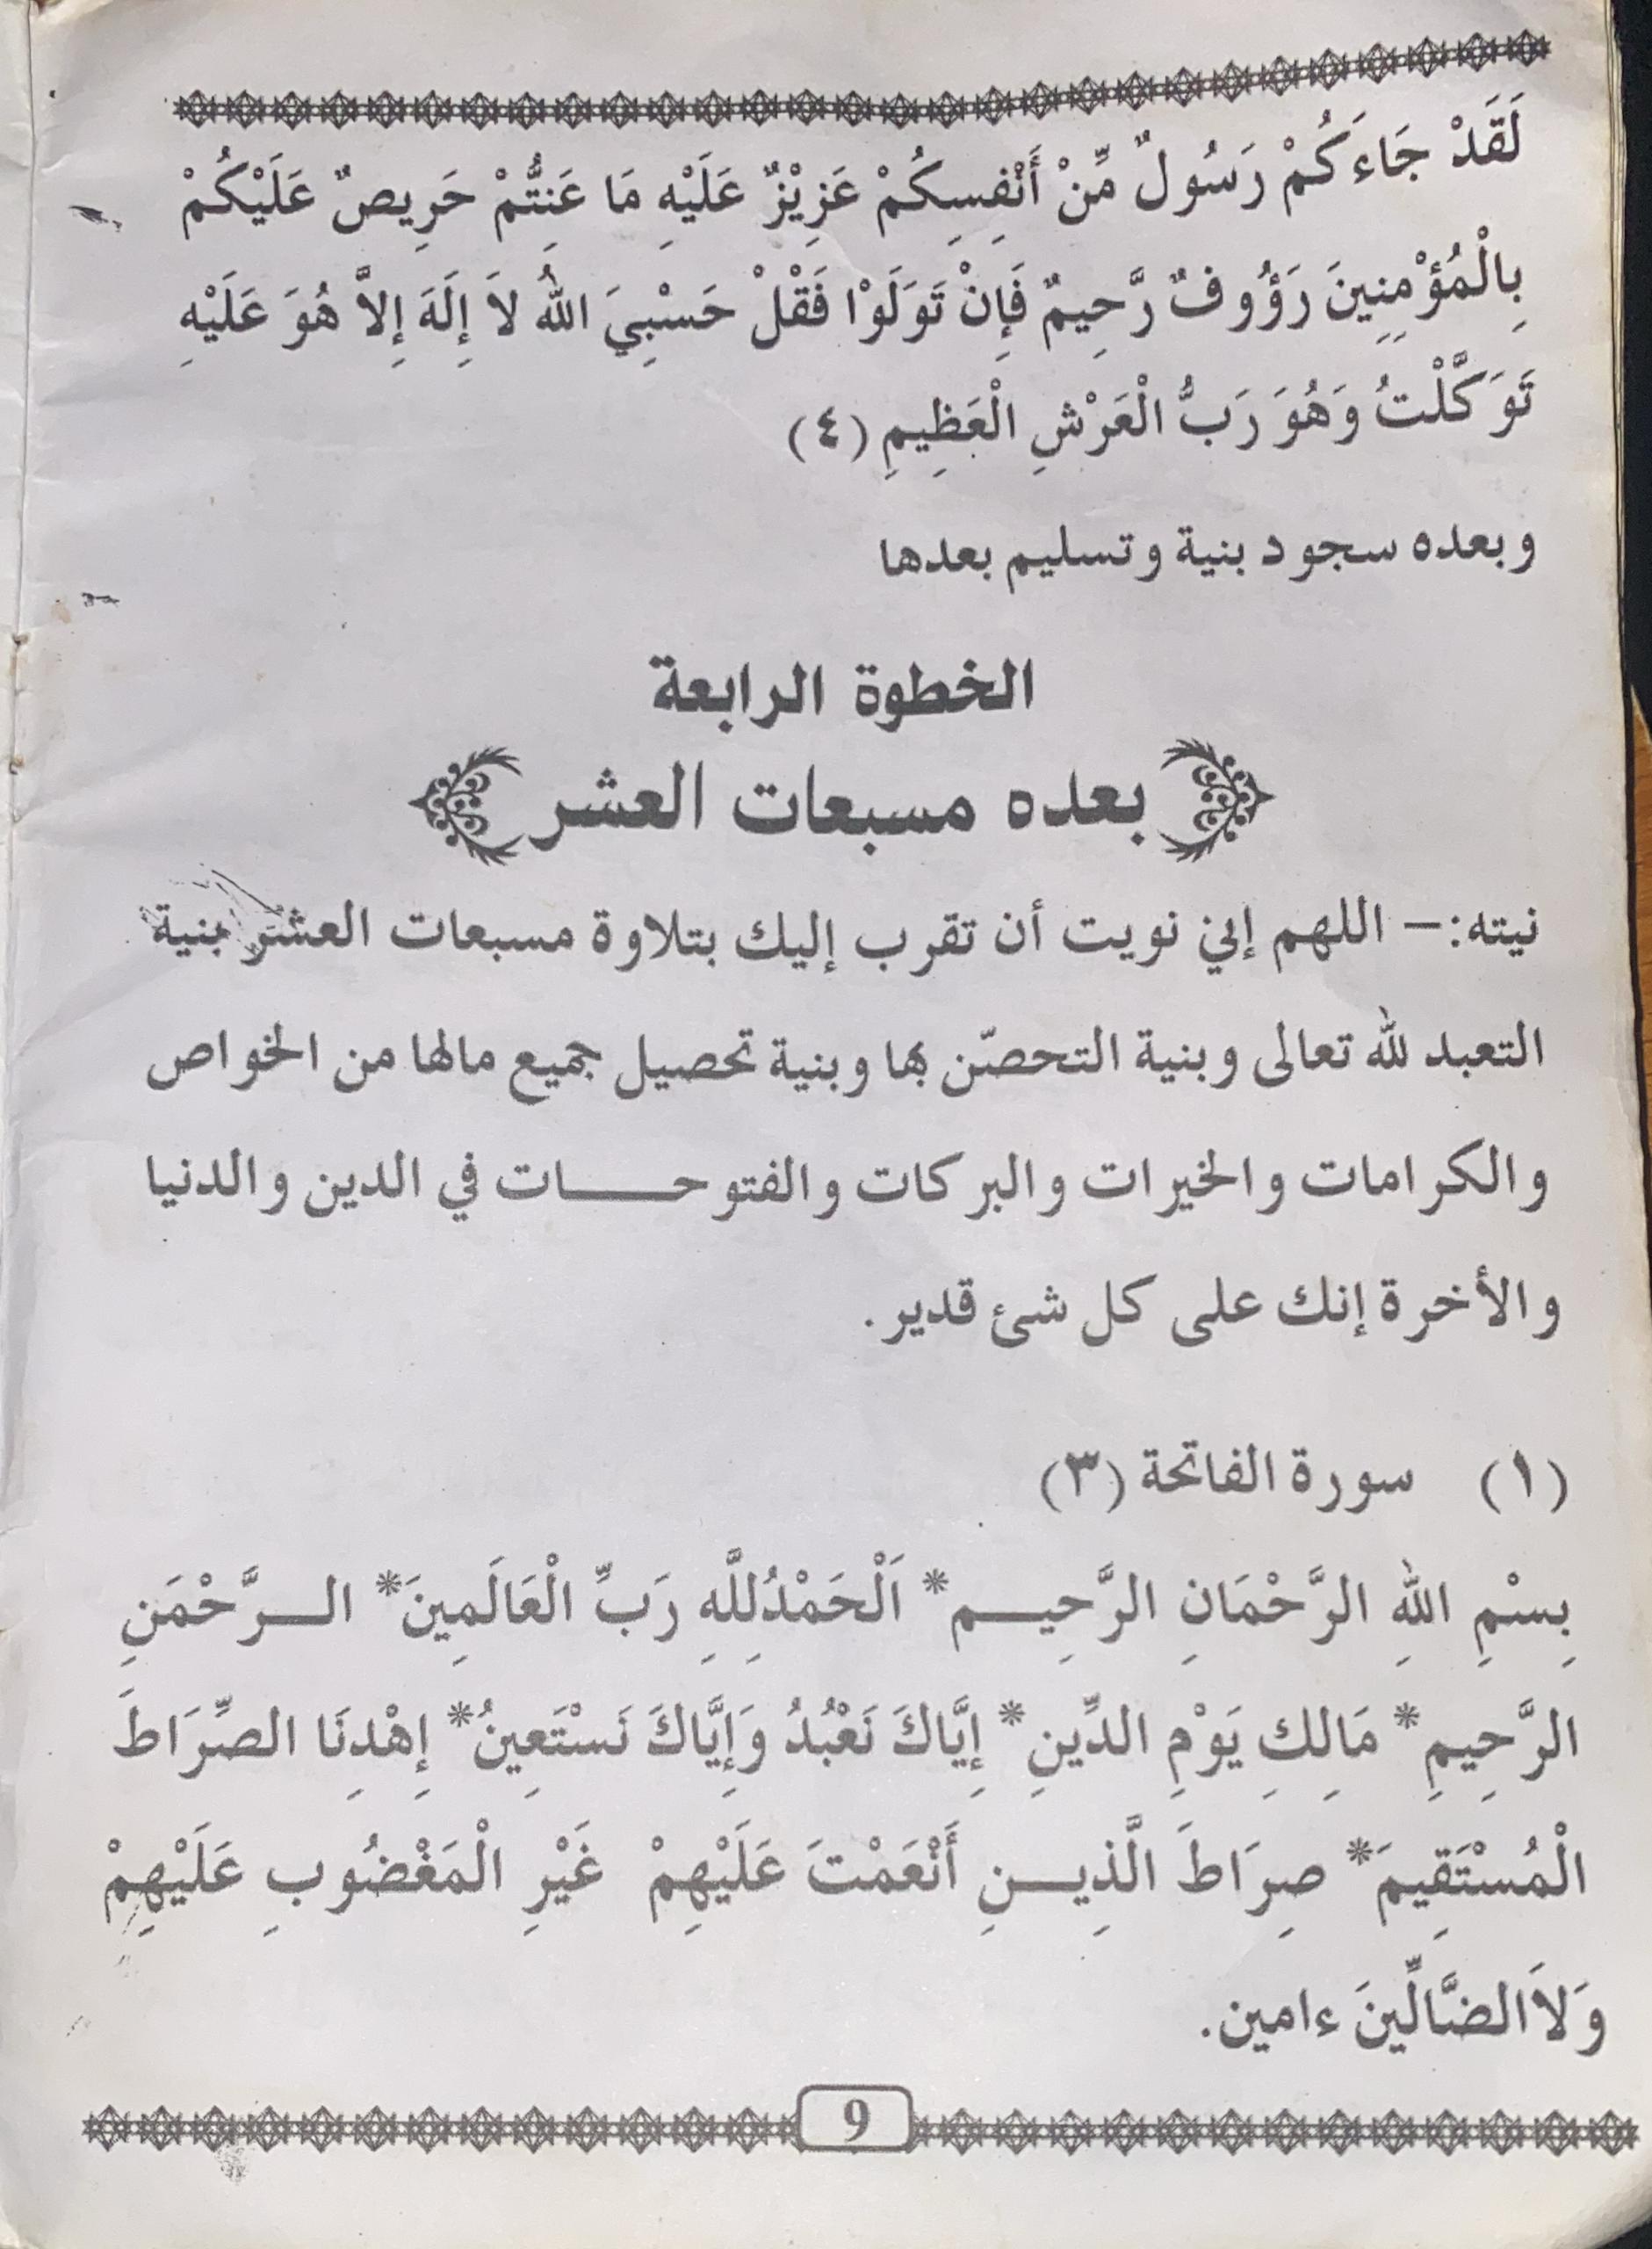 لَقَدْ جَاءَكُمْ رَسُولٌ مِّنْ أَنْفِسِكُمْ عَزِيْزٌ عَلَيْهِ مَا عَنِتُّمْ حَرِيصٌ عَلَيْكُمْ
بِالْمُؤْمِنِينَ رَؤُوفٌ رَّحِيمٌ فَإِنْ تَوَلَوْا فَقْلْ حَسْبِيَ اللهُ لاَ إِلَهَ إِلاَّ هُوَ عَلَيْهِ
تَوَكَّلْتُ وَهُوَ رَبُّ الْعَرْشِ الْعَظِيمِ (٤)
وبعده سجود بنية وتسليم بعدها
الخطوة الرابعة
بعده مسبعات العشر
نيته:– اللهم إني نويت أن تقرب إليك بتلاوة مسبعات العشر بنية
التعبد لله تعالى وبنية التحصّن بها وبنية تحصيل جميع مالها من الخواص
والكرامات والخيرات والبركات والفتوحـــات في الدين والدنيا
والأخرة إنك على كل شئ قدير.
(١) سورة الفاتحة (٣)
بِسْمِ اللهِ الرَّحْمَانِ الرَّحِيـــم* اَلْحَمْدُلِلَّهِ رَبِّ الْعَالَمِينَ* الـــرَّحْمَنِ
الرَّحِيمِ* مَالِكِ يَوْمِ الدِّينِ* إِيَّاكَ نَعْبُدُ وَإِيَّاكَ نَسْتَعِينُ* إِهْدِنَا الصِّرَاطَ
الْمُسْتَقِيمَ* صِرَاطَ الَّذِيـــنِ أَنْعَمْتَ عَلَيْهِمْ غَيْرِ الْمَغْضُوبِ عَلَيْهِمْ
وَلاَالضَّالِّينَ ءامين.
9